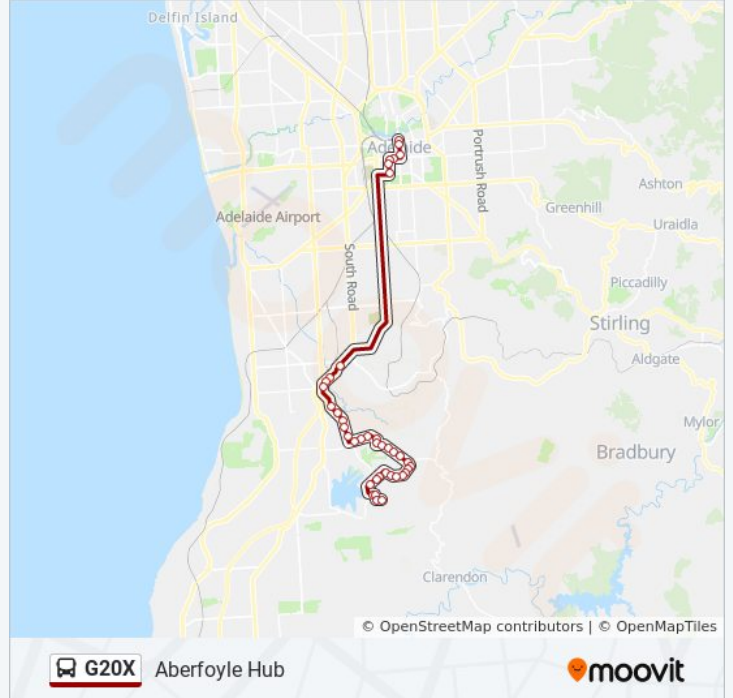 Delfin Island
Adelaide
Portrush Road
Ashton
Greenhill
Adelaide Airport
Uraidla
South Road
Piccadilly
Stirling
Aldgate
Mylor
Bradbury
Clarendon
© OpenStreetMap contributors | © OpenMapTiles
G20X Aberfoyle Hub
moovit